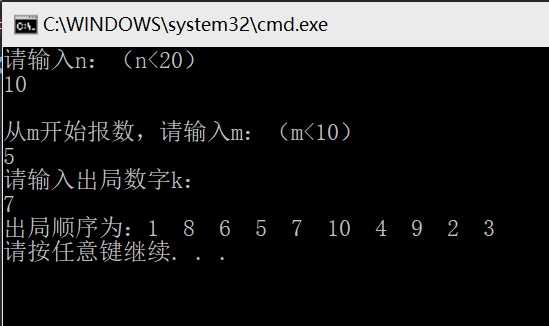 C:\WINDOWS\system32\cmd.exe
请输入n：（n<20）
10
从m开始报数，请输入m：（m<10）
5
请输入出局数字k：
7
出局顺序为：1  8  6  5  7  10  4  9  2  3
请按任意键继续. . .